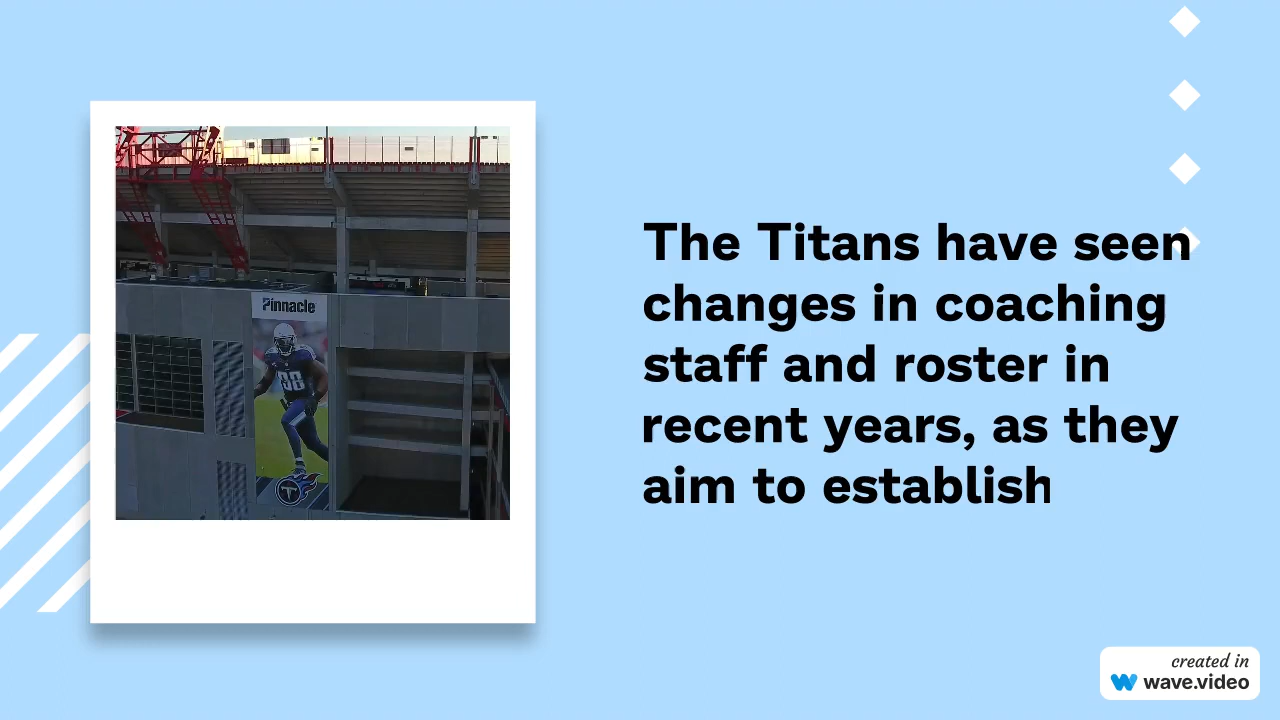 Pinnacle
The Titans have seen
changes in coaching
staff and roster in
recent years, as they
aim to establish
created in
wave.video